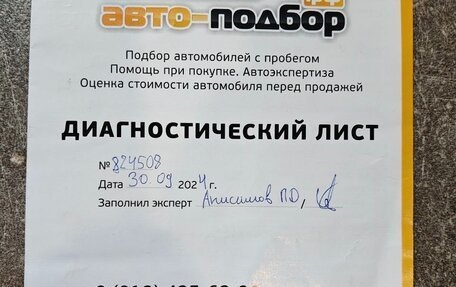 авто-подбор
Подбор автомобилей с пробегом
Помощь при покупке. Автоэкспертиза
Оценка стоимости автомобиля перед продажей
ДИАГНОСТИЧЕСКИЙ ЛИСТ
№ 824508
Дата 30.09 2024 г.
Заполнил эксперт Анисимов П.О,